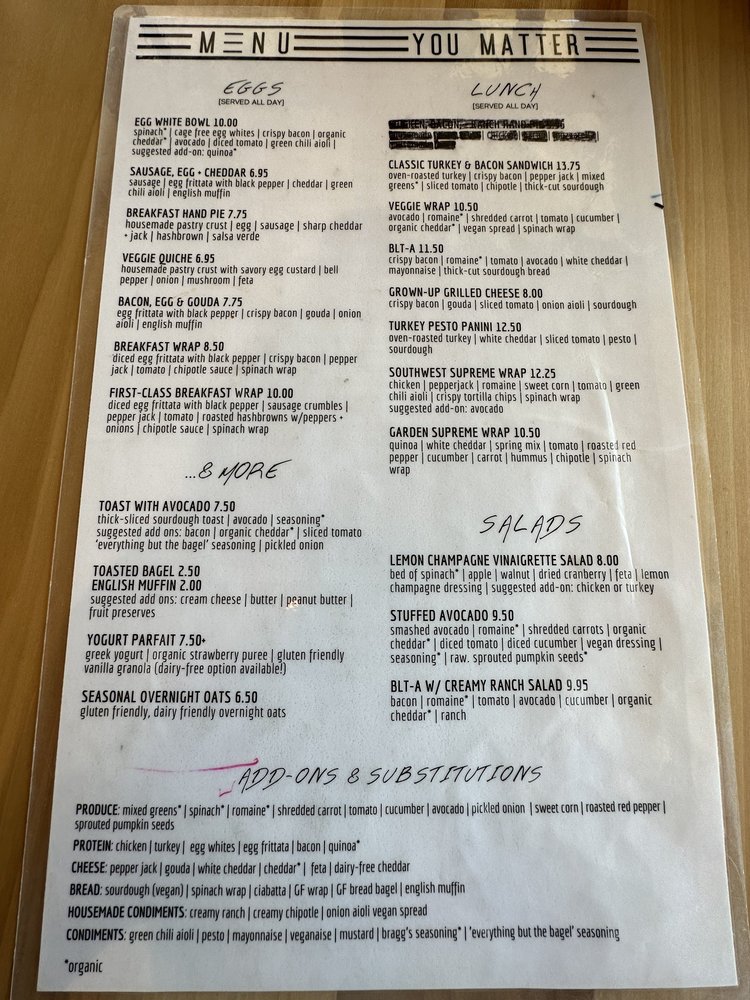 MENU YOU MATTER
EGGS
[SERVED ALL DAY]
EGG WHITE BOWL 10.00
spinach* | cage free egg whites | crispy bacon | organic
cheddar* | avocado | diced tomato | green chili aioli |
suggested add-on: quinoa*
SAUSAGE, EGG + CHEDDAR 6.95
sausage | egg frittata with black pepper | cheddar | green
chili aioli | english muffin
BREAKFAST HAND PIE 7.75
housemade pastry crust | egg | sausage | sharp cheddar
+ jack | hashbrown | salsa verde
VEGGIE QUICHE 6.95
housemade pastry crust with savory egg custard | bell
pepper | onion | mushroom | feta
BACON, EGG & GOUDA 7.75
egg frittata with black pepper | crispy bacon | gouda | onion
aioli | english muffin
BREAKFAST WRAP 8.50
diced egg frittata with black pepper | crispy bacon | pepper
jack | tomato | chipotle sauce | spinach wrap
FIRST-CLASS BREAKFAST WRAP 10.00
diced egg frittata with black pepper | sausage crumbles |
pepper jack | tomato | roasted hashbrowns w/peppers +
onions | chipotle sauce | spinach wrap
...& MORE
TOAST WITH AVOCADO 7.50
thick-sliced sourdough toast | avocado | seasoning*
suggested add ons: bacon | organic cheddar* | sliced tomato
'everything but the bagel' seasoning | pickled onion
TOASTED BAGEL 2.50
ENGLISH MUFFIN 2.00
suggested add ons: cream cheese | butter | peanut butter |
fruit preserves
YOGURT PARFAIT 7.50+
greek yogurt | organic strawberry puree | gluten friendly
vanilla granola (dairy-free option available!)
SEASONAL OVERNIGHT OATS 6.50
gluten friendly, dairy friendly overnight oats
LUNCH
[SERVED ALL DAY]
CLASSIC TURKEY & BACON SANDWICH 13.75
oven-roasted turkey | crispy bacon | pepper jack | mixed
greens* | sliced tomato | chipotle | thick-cut sourdough
VEGGIE WRAP 10.50
avocado | romaine* | shredded carrot | tomato | cucumber |
organic cheddar* | vegan spread | spinach wrap
BLT-A 11.50
crispy bacon | romaine* | tomato | avocado | white cheddar |
mayonnaise | thick-cut sourdough bread
GROWN-UP GRILLED CHEESE 8.00
crispy bacon | gouda | sliced tomato | onion aioli | sourdough
TURKEY PESTO PANINI 12.50
oven-roasted turkey | white cheddar | sliced tomato | pesto |
sourdough
SOUTHWEST SUPREME WRAP 12.25
chicken | pepperjack | romaine | sweet corn | tomato | green
chili aioli | crispy tortilla chips | spinach wrap
suggested add-on: avocado
GARDEN SUPREME WRAP 10.50
quinoa | white cheddar | spring mix | tomato | roasted red
pepper | cucumber | carrot | hummus | chipotle | spinach
wrap
SALADS
LEMON CHAMPAGNE VINAIGRETTE SALAD 8.00
bed of spinach* | apple | walnut | dried cranberry | feta | lemon
champagne dressing | suggested add-on: chicken or turkey
STUFFED AVOCADO 9.50
smashed avocado | romaine* | shredded carrots | organic
cheddar* | diced tomato | diced cucumber | vegan dressing |
seasoning* | raw. sprouted pumpkin seeds*
BLT-A W/ CREAMY RANCH SALAD 9.95
bacon | romaine* | tomato | avocado | cucumber | organic
cheddar* | ranch
ADD-ONS & SUBSTITUTIONS
PRODUCE: mixed greens* | spinach* | romaine* | shredded carrot | tomato | cucumber | avocado | pickled onion | sweet corn | roasted red pepper |
sprouted pumpkin seeds
PROTEIN: chicken | turkey | egg whites | egg frittata | bacon | quinoa*
CHEESE: pepper jack | gouda | white cheddar | cheddar* | feta | dairy-free cheddar
BREAD: sourdough (vegan) | spinach wrap | ciabatta | GF wrap | GF bread bagel | english muffin
HOUSEMADE CONDIMENTS: creamy ranch | creamy chipotle | onion aioli vegan spread
CONDIMENTS: green chili aioli | pesto | mayonnaise | veganaise | mustard | bragg's seasoning* | 'everything but the bagel' seasoning
*organic